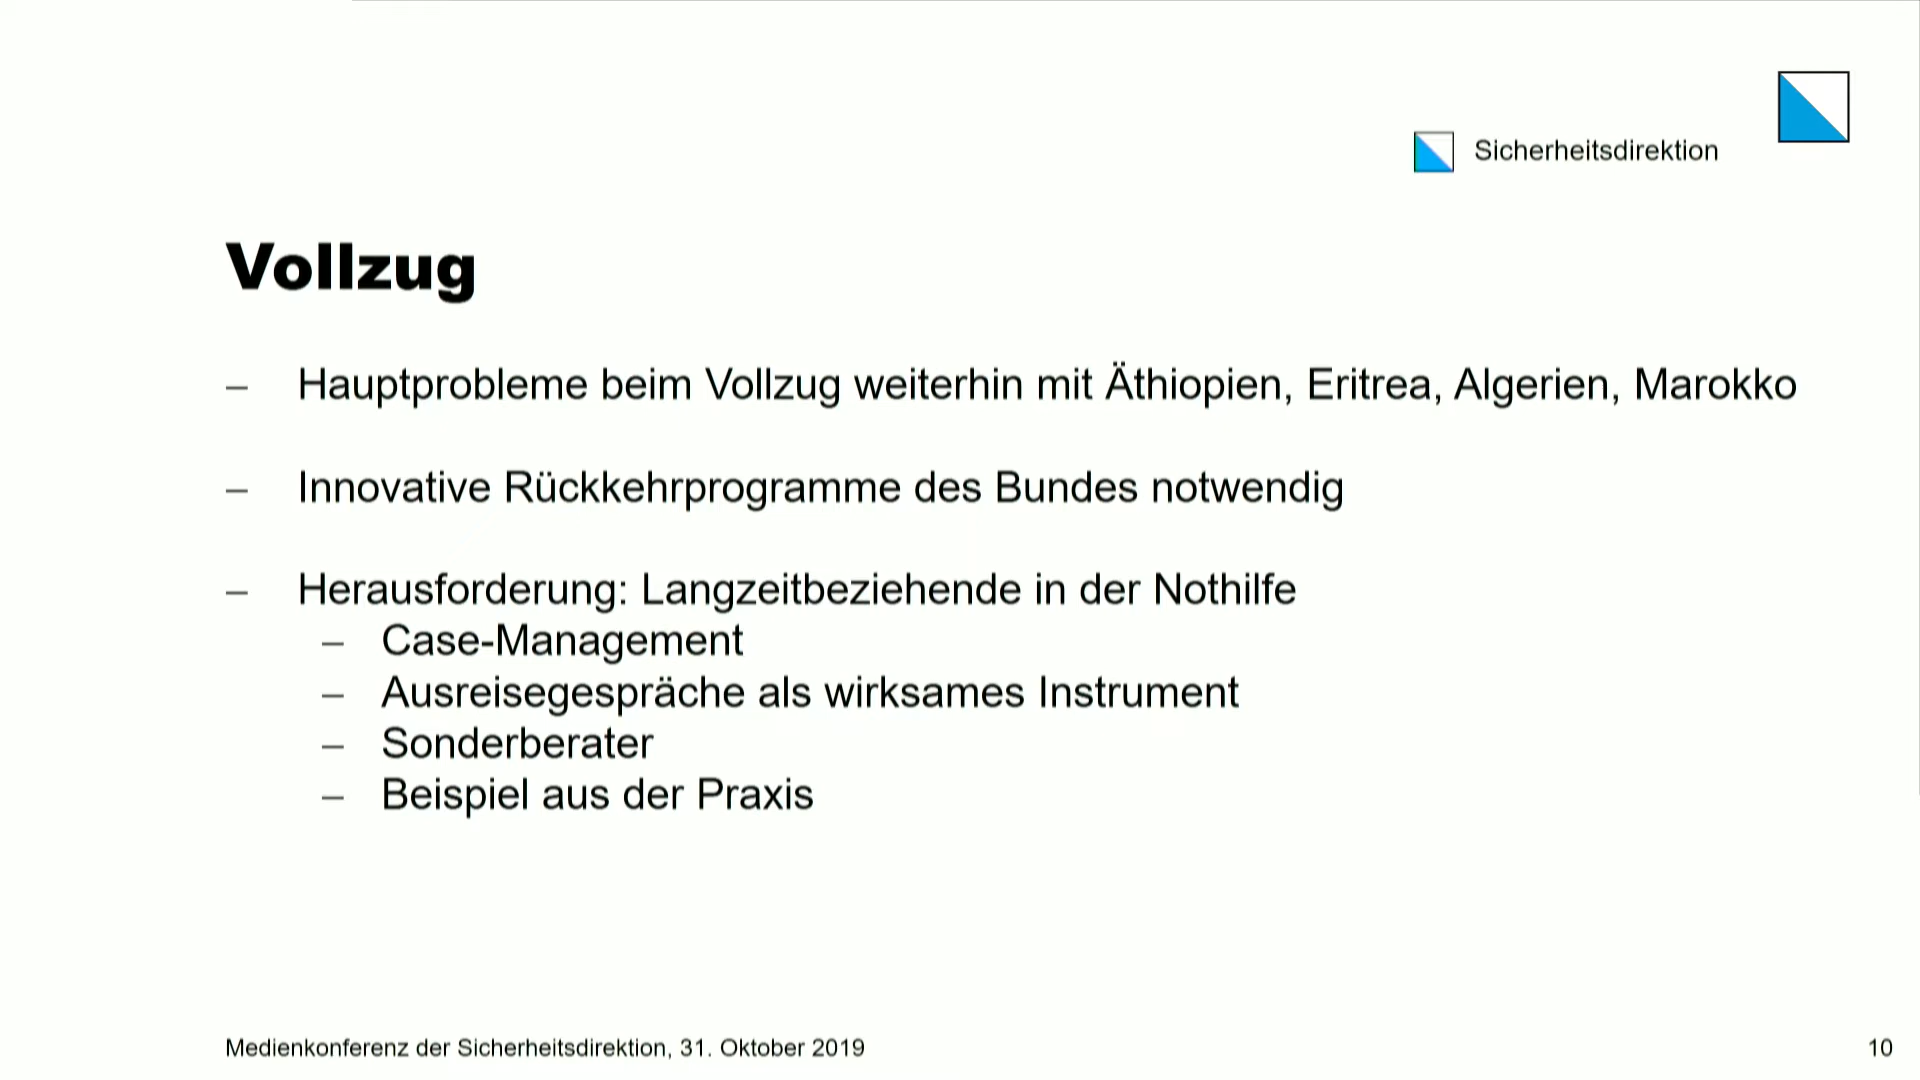 Sicherheitsdirektion
Vollzug
– Hauptprobleme beim Vollzug weiterhin mit Äthiopien, Eritrea, Algerien, Marokko
– Innovative Rückkehrprogramme des Bundes notwendig
– Herausforderung: Langzeitbeziehende in der Nothilfe
– Case-Management
– Ausreisegespräche als wirksames Instrument
– Sonderberater
– Beispiel aus der Praxis
Medienkonferenz der Sicherheitsdirektion, 31. Oktober 2019
10